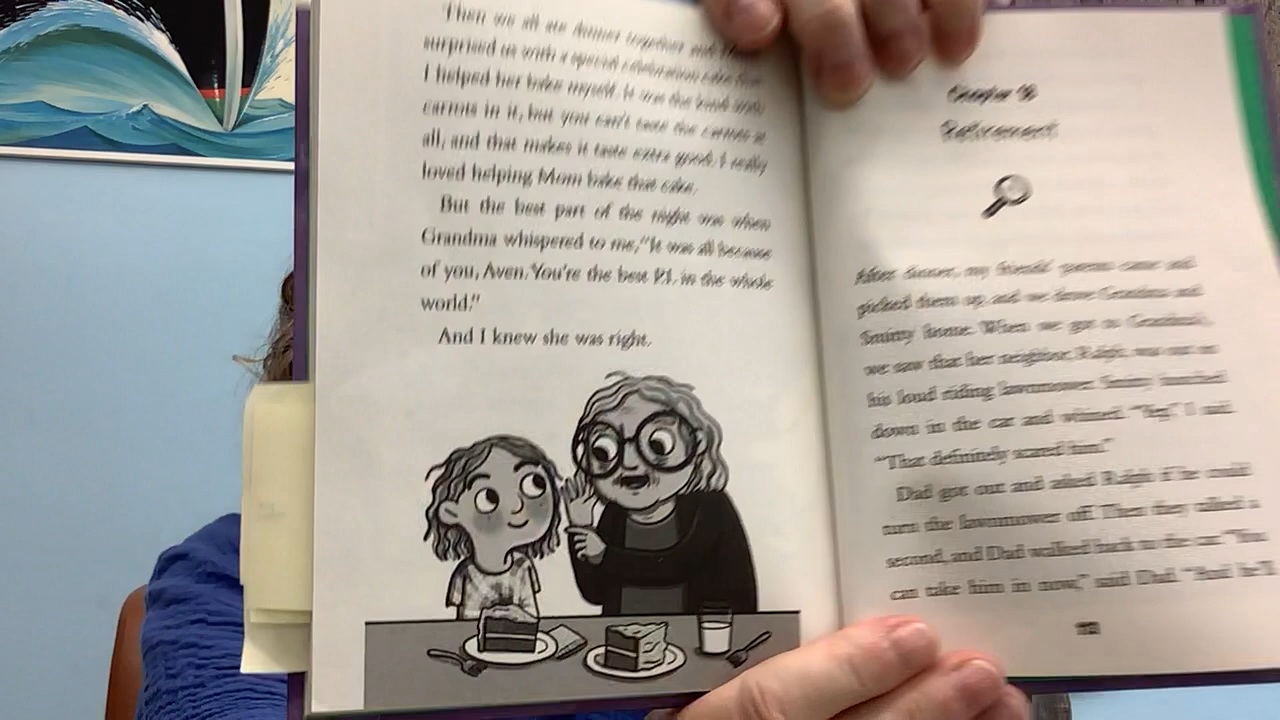 Then we all ate dinner together and
surprised us with a special celebration cake
I helped her bake myself. It was the kind with
carrots in it, but you can't taste the carrots at
all, and that makes it taste extra good. I really
loved helping Mom bake that cake.
But the best part of the night was when
Grandma whispered to me, "It was all because
of you, Aven. You're the best P.I. in the whole
world."
And I knew she was right.
Chapter
Retirement
After dinner, my friends' parents came and
picked them up, and we drove Grandma and
Smitty home. When we got to Grandma's,
we saw that her neighbor Ralph was out on
his loud riding lawnmower. Smitty hunched
down in the car and whined. "Yep," I said.
"That definitely scared him."
Dad got out and asked Ralph if he could
turn the lawnmower off. Then they talked a
second, and Dad walked back to the car. "You
can take him in now," said Dad. "And he'll